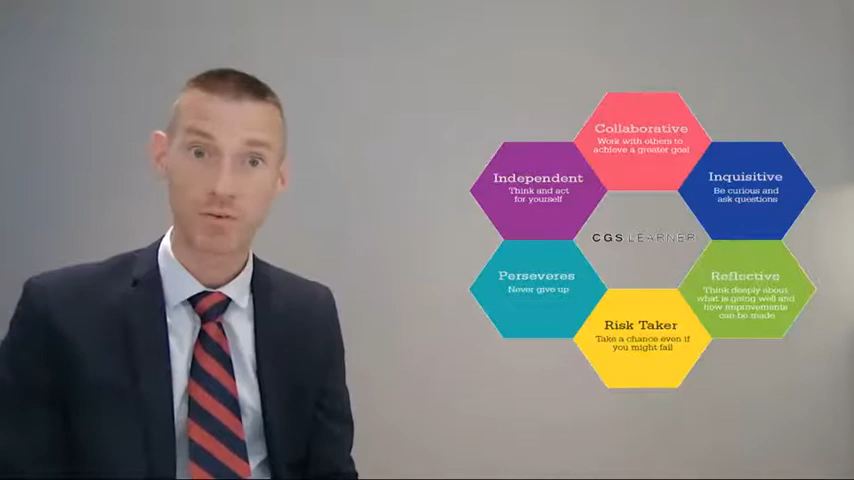 Collaborative
Work with others to
achieve a greater goal
Independent
Think and act
for yourself
Inquisitive
Be curious and
ask questions
CGS LEARNER
Perseveres
Never give up
Reflective
Think deeply about
what is going well and
how improvements
can be made
Risk Taker
Take a chance even if
you might fail